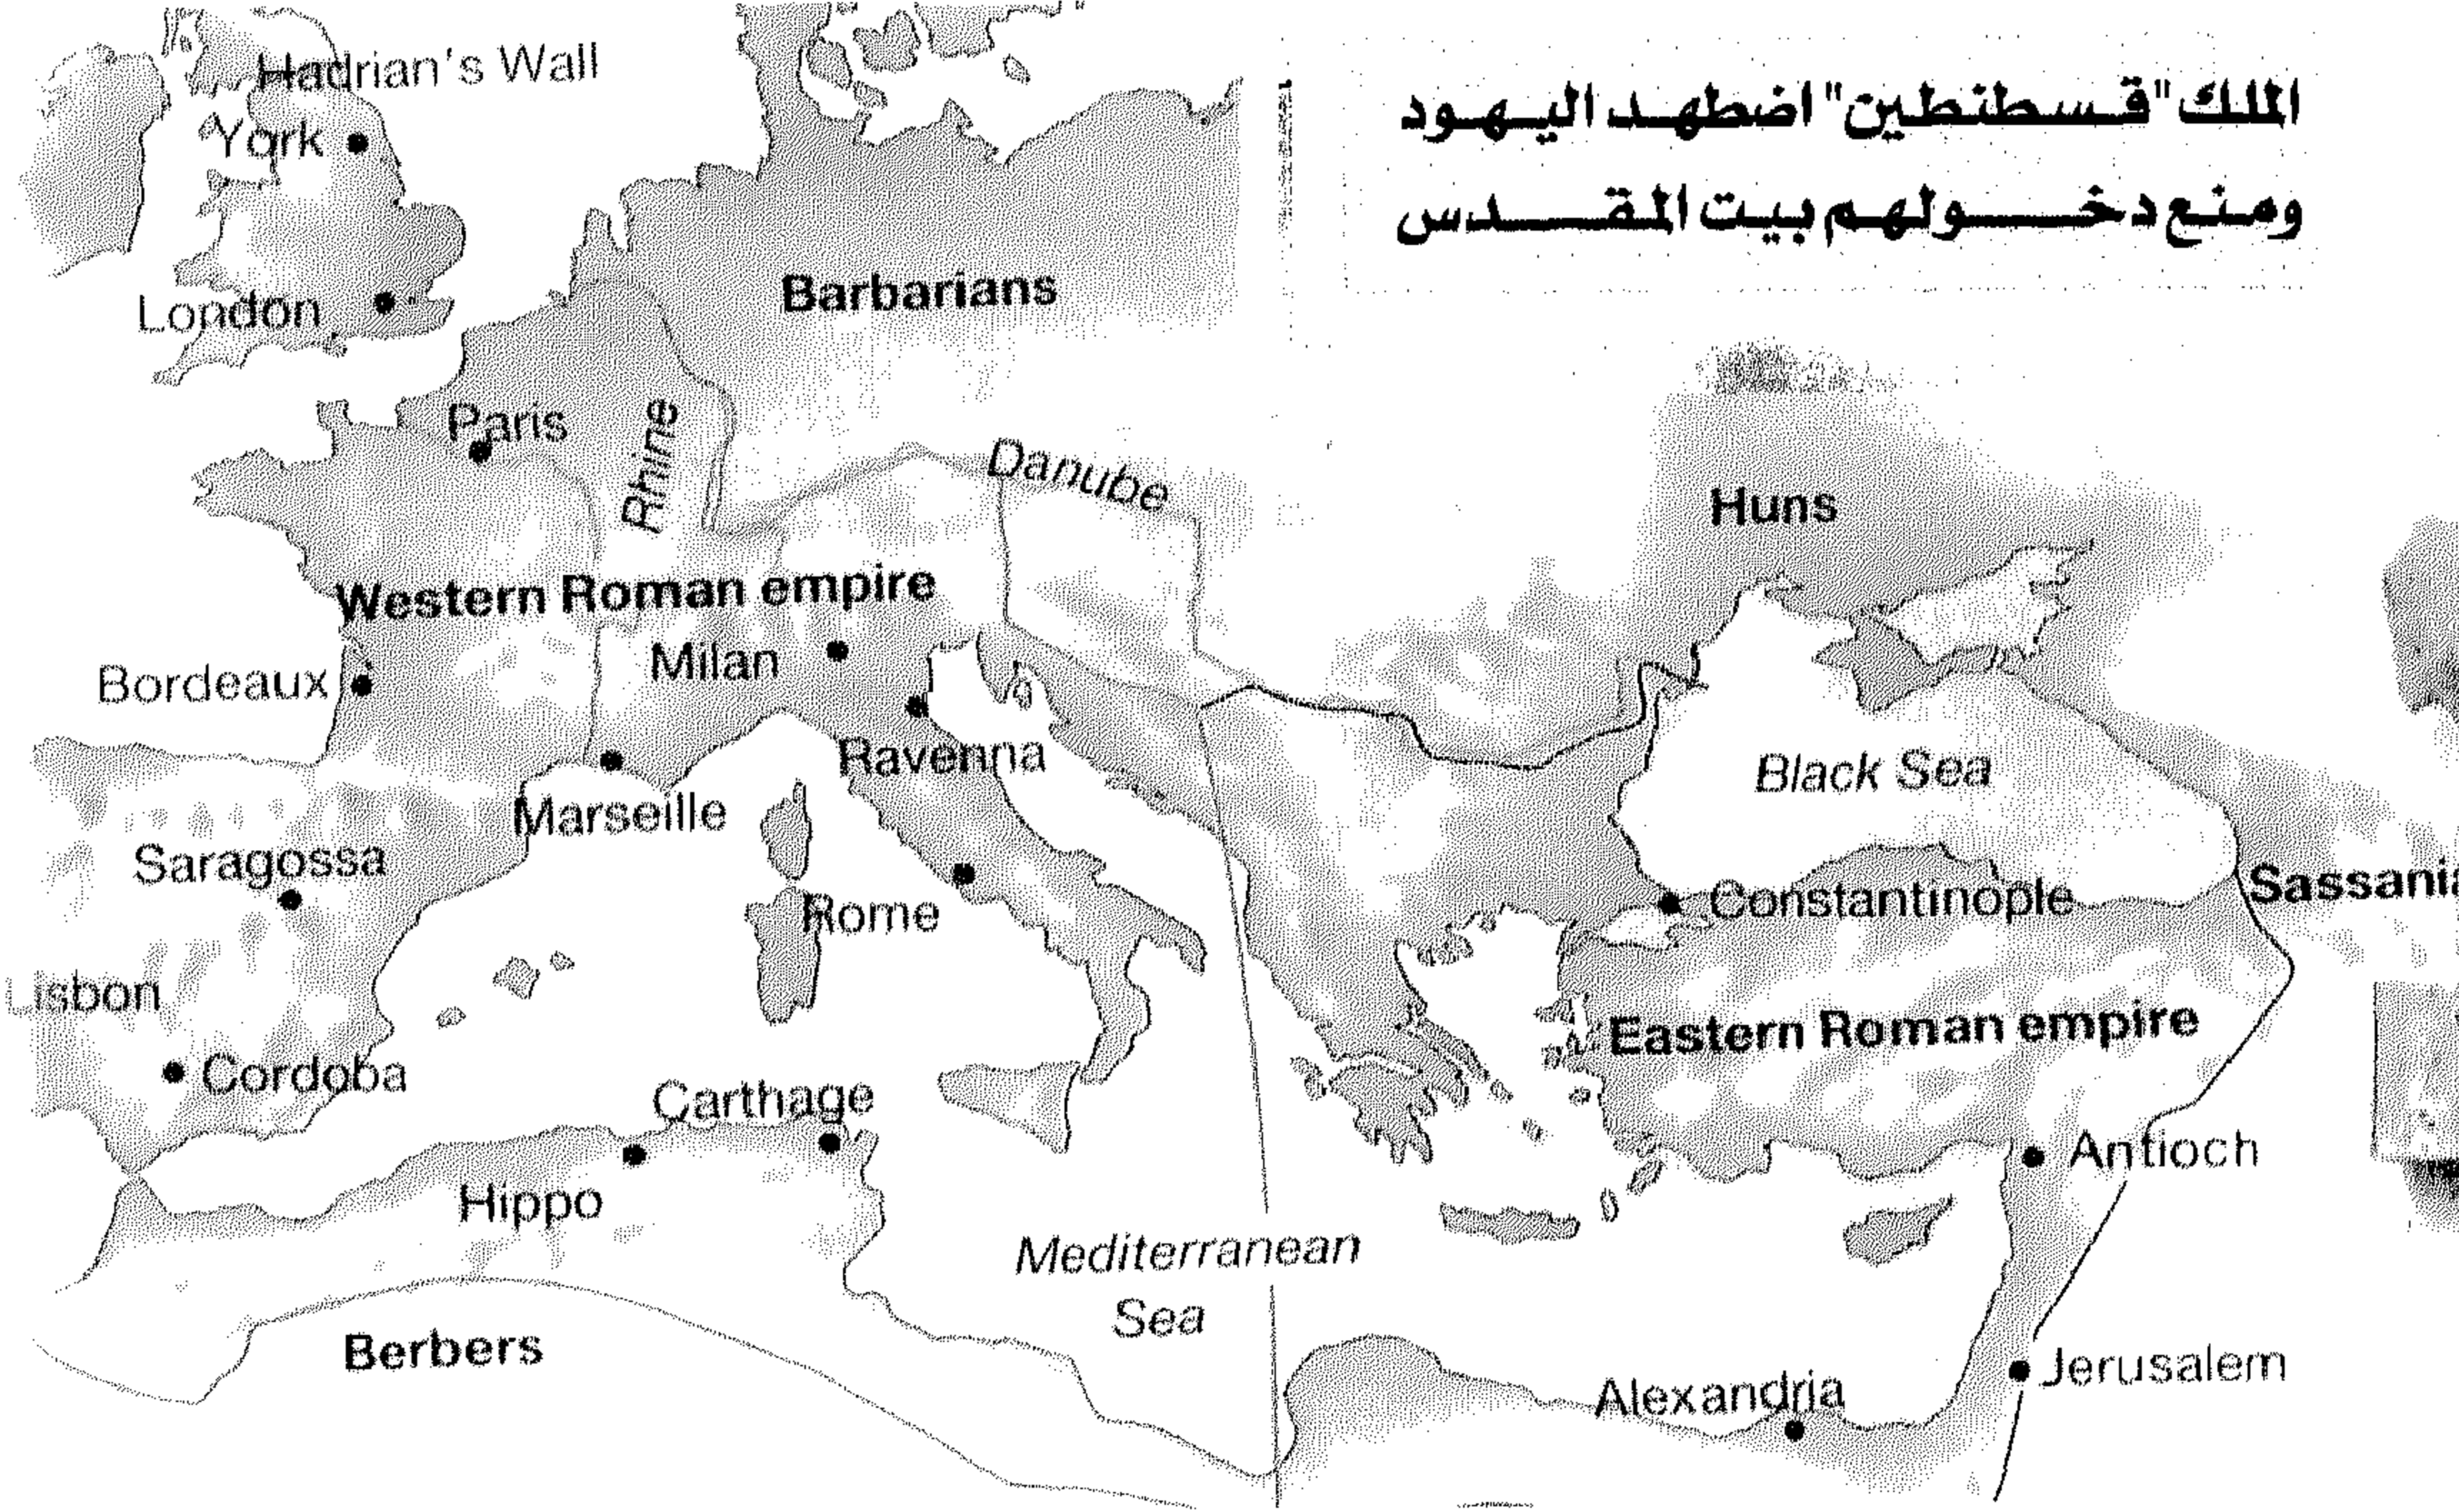 Hadrian's Wall
الملك "قسطنطين" اضطهد اليهود
ومنع دخولهم بيت المقدس
York
London
Barbarians
Paris
Rhine
Danube
Huns
Western Roman empire
Milan
Bordeaux
Ravenna
Black Sea
Marseille
Saragossa
Rome
Constantinople
Lisbon
Eastern Roman empire
Cordoba
Carthage
Antioch
Hippo
Mediterranean
Sea
Berbers
Jerusalem
Alexandria